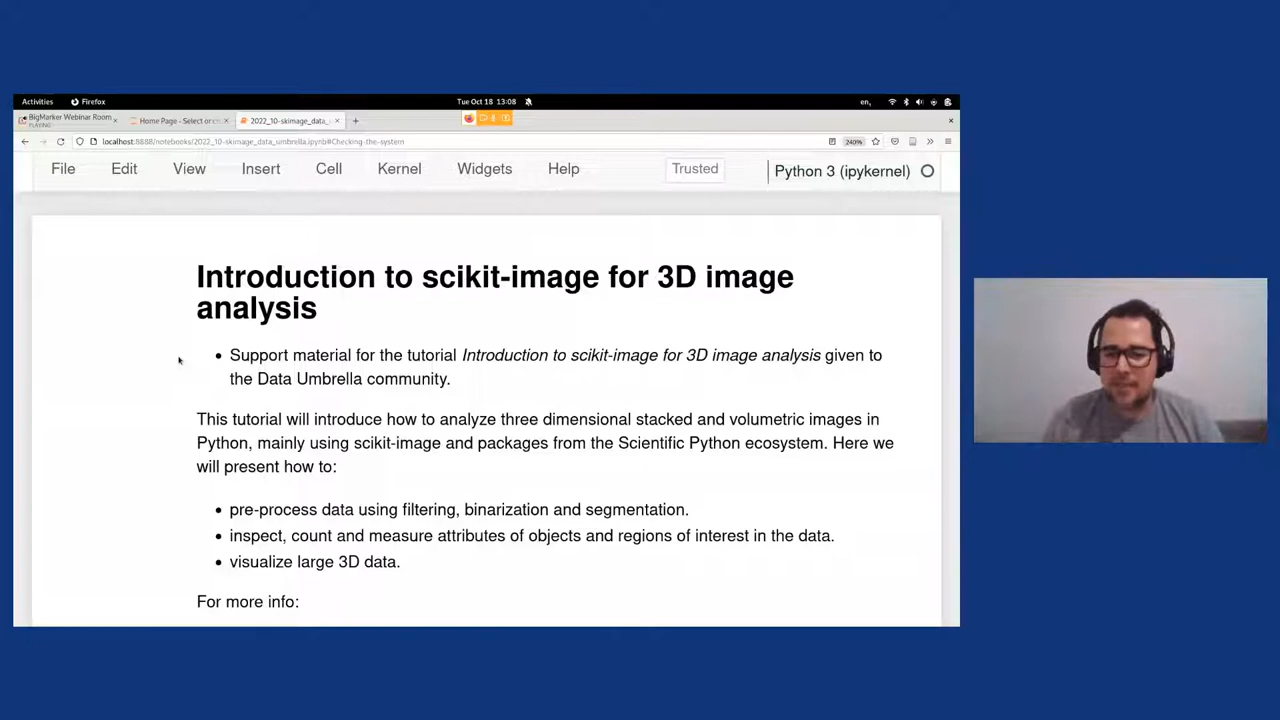 Activities Firefox Tue Oct 18 13:08 en,
BigMarker Webinar Room Home Page - Select or cre 2022_10-skimage_data_
PLAYING
localhost:8888/notebooks/2022_10-skimage_data_umbrella.ipynb#Checking-the-system 240%
File Edit View Insert Cell Kernel Widgets Help Trusted Python 3 (ipykernel)
Introduction to scikit-image for 3D image
analysis
• Support material for the tutorial Introduction to scikit-image for 3D image analysis given to
the Data Umbrella community.
This tutorial will introduce how to analyze three dimensional stacked and volumetric images in
Python, mainly using scikit-image and packages from the Scientific Python ecosystem. Here we
will present how to:
• pre-process data using filtering, binarization and segmentation.
• inspect, count and measure attributes of objects and regions of interest in the data.
• visualize large 3D data.
For more info: